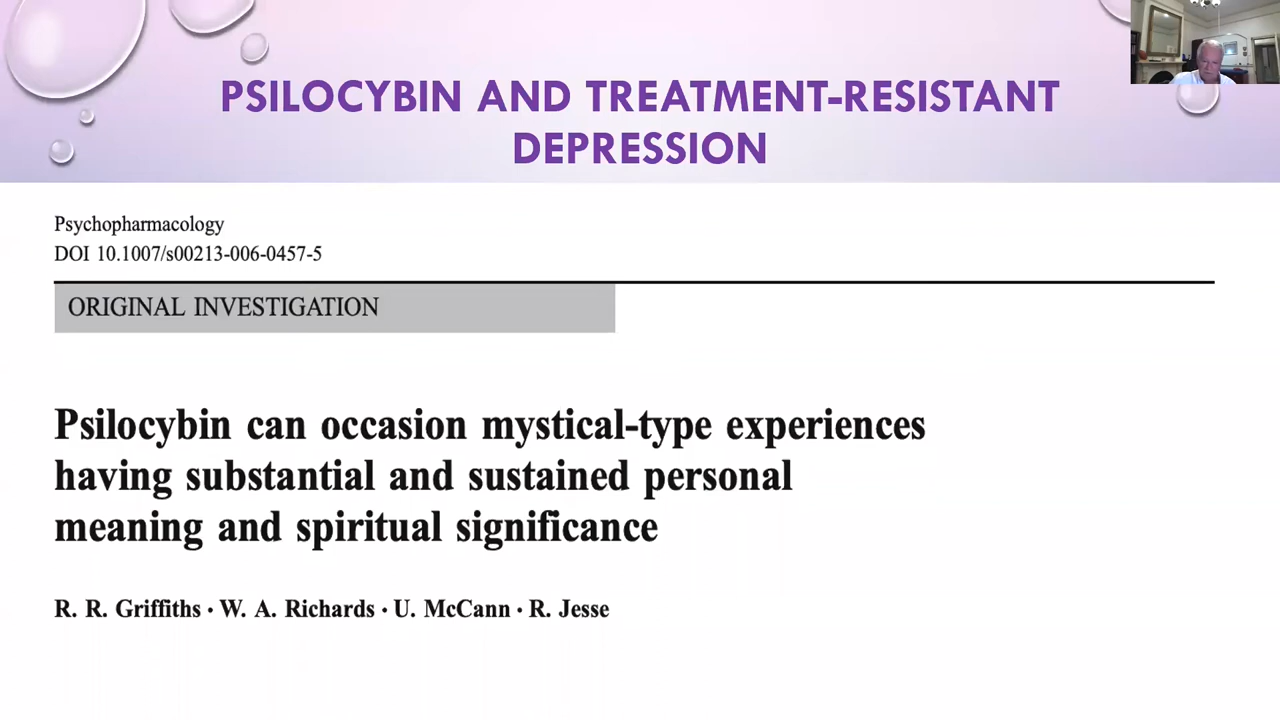 PSILOCYBIN AND TREATMENT-RESISTANT
DEPRESSION
Psychopharmacology
DOI 10.1007/s00213-006-0457-5
ORIGINAL INVESTIGATION
Psilocybin can occasion mystical-type experiences
having substantial and sustained personal
meaning and spiritual significance
R. R. Griffiths · W. A. Richards · U. McCann · R. Jesse